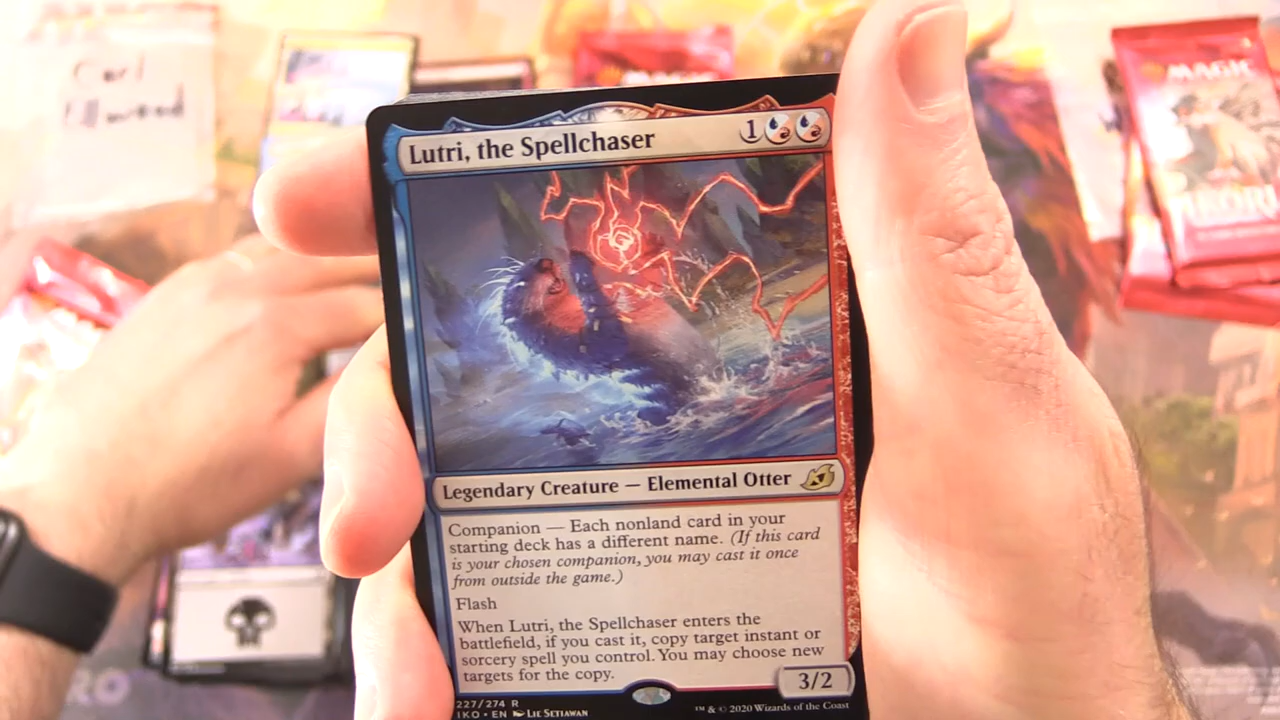 Carl
Ellwood
MAGIC
IKORI
Lutri, the Spellchaser
1
Legendary Creature — Elemental Otter
Companion — Each nonland card in your
starting deck has a different name. (If this card
is your chosen companion, you may cast it once
from outside the game.)
Flash
When Lutri, the Spellchaser enters the
battlefield, if you cast it, copy target instant or
sorcery spell you control. You may choose new
targets for the copy.
3/2
227/274 R
IKO • EN Lie Setiawan
™ & © 2020 Wizards of the Coast